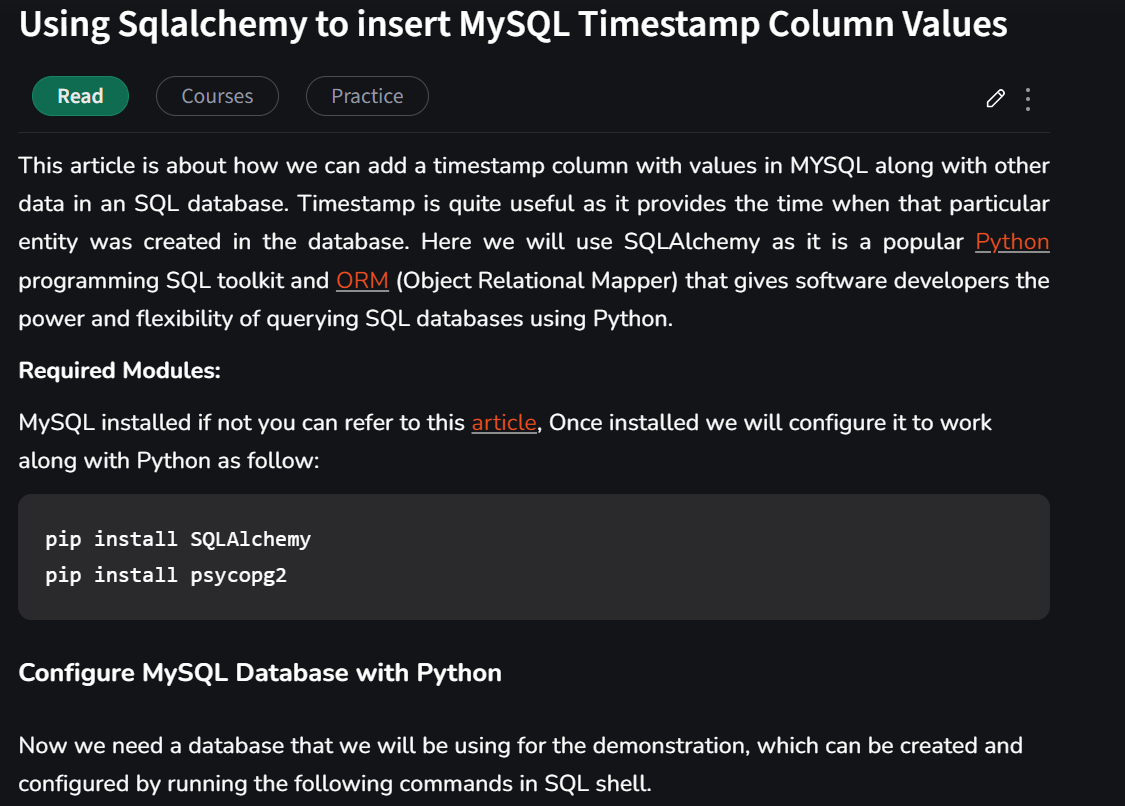 Using Sqlalchemy to insert MySQL Timestamp Column Values
Read
Courses
Practice
This article is about how we can add a timestamp column with values in MYSQL along with other
data in an SQL database. Timestamp is quite useful as it provides the time when that particular
entity was created in the database. Here we will use SQLAlchemy as it is a popular Python
programming SQL toolkit and ORM (Object Relational Mapper) that gives software developers the
power and flexibility of querying SQL databases using Python.
Required Modules:
MySQL installed if not you can refer to this article, Once installed we will configure it to work
along with Python as follow:
pip install SQLAlchemy
pip install psycopg2
Configure MySQL Database with Python
Now we need a database that we will be using for the demonstration, which can be created and
configured by running the following commands in SQL shell.